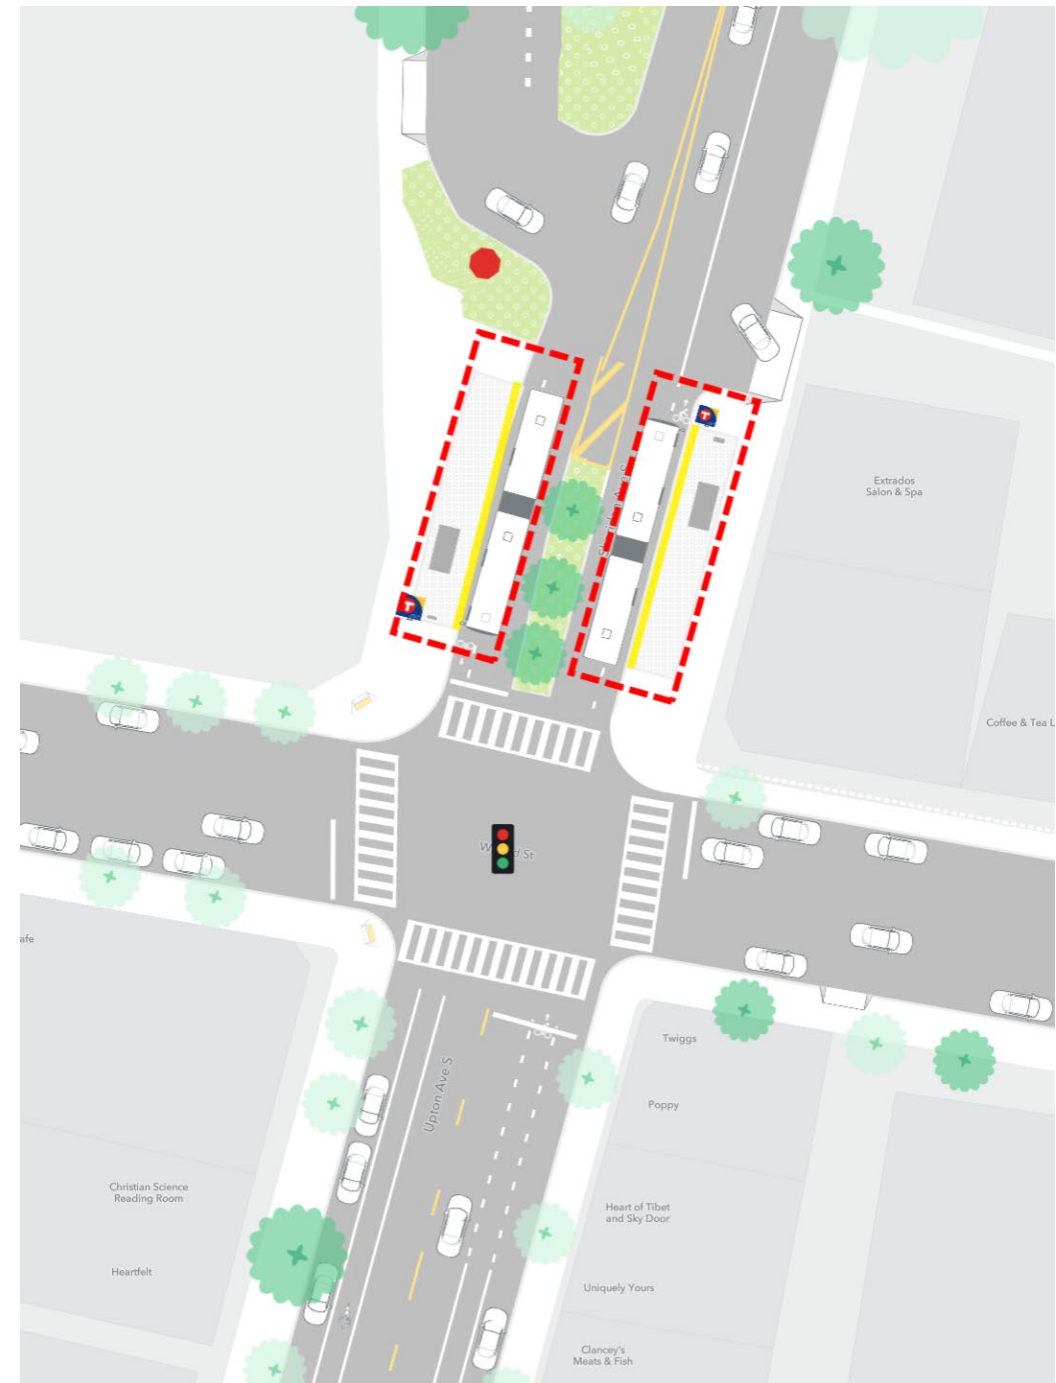 T
T
Extrados
Salon & Spa
Coffee & Tea L
afe
Upton Ave S
Twiggs
Poppy
Christian Science
Reading Room
Heart of Tibet
and Sky Door
Heartfelt
Uniquely Yours
Clancey's
Meats & Fish